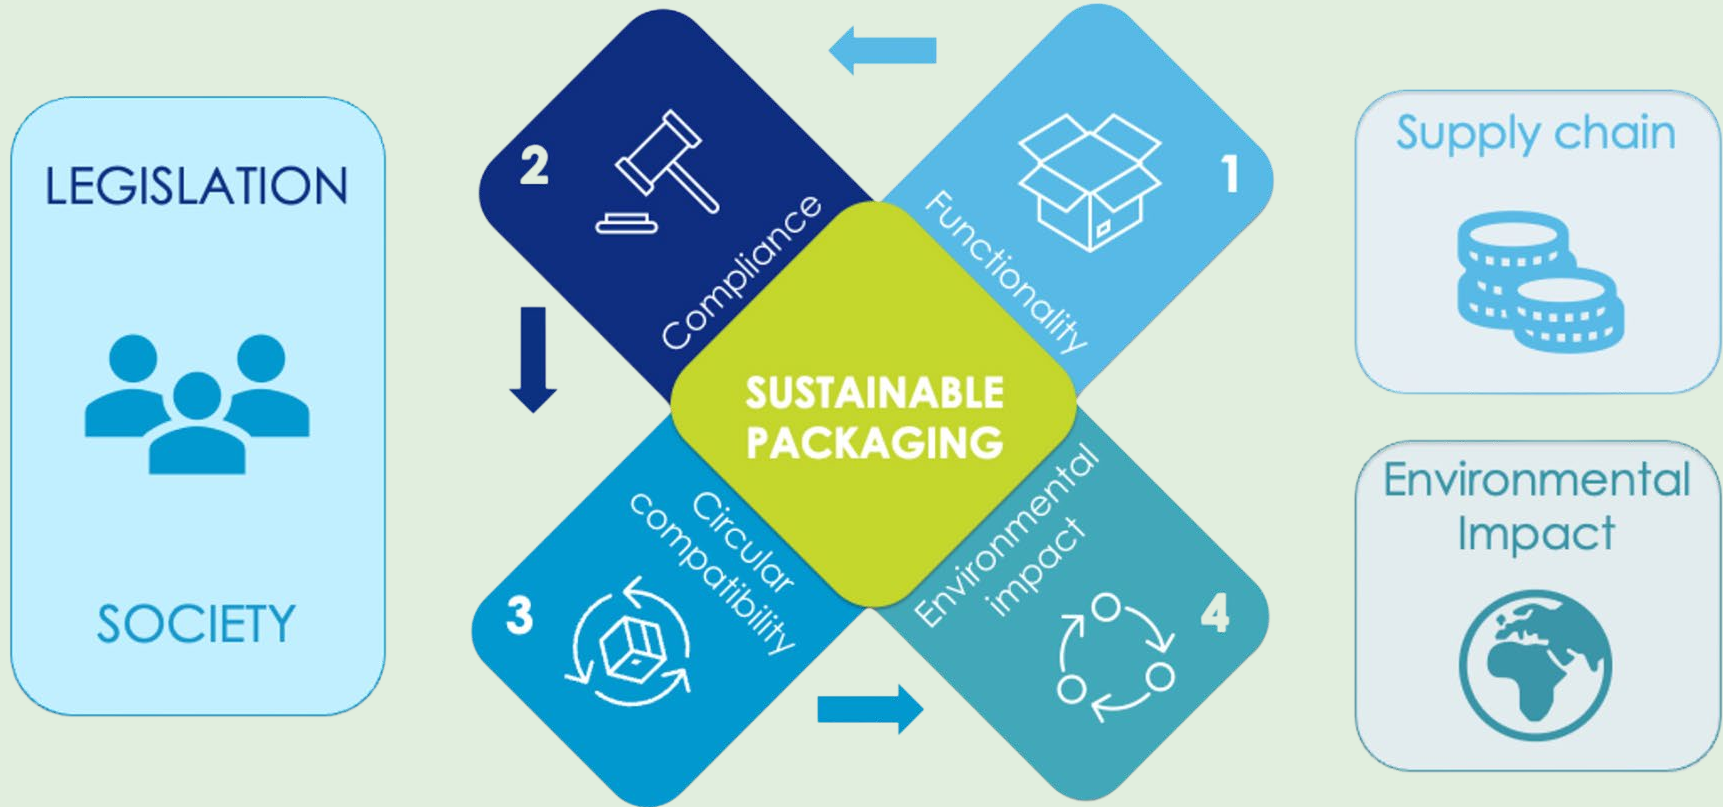 LEGISLATION
SOCIETY
2
Compliance
1
Functionality
SUSTAINABLE
PACKAGING
3
Circular
compatibility
4
Environmental
impact
Supply chain
Environmental
Impact